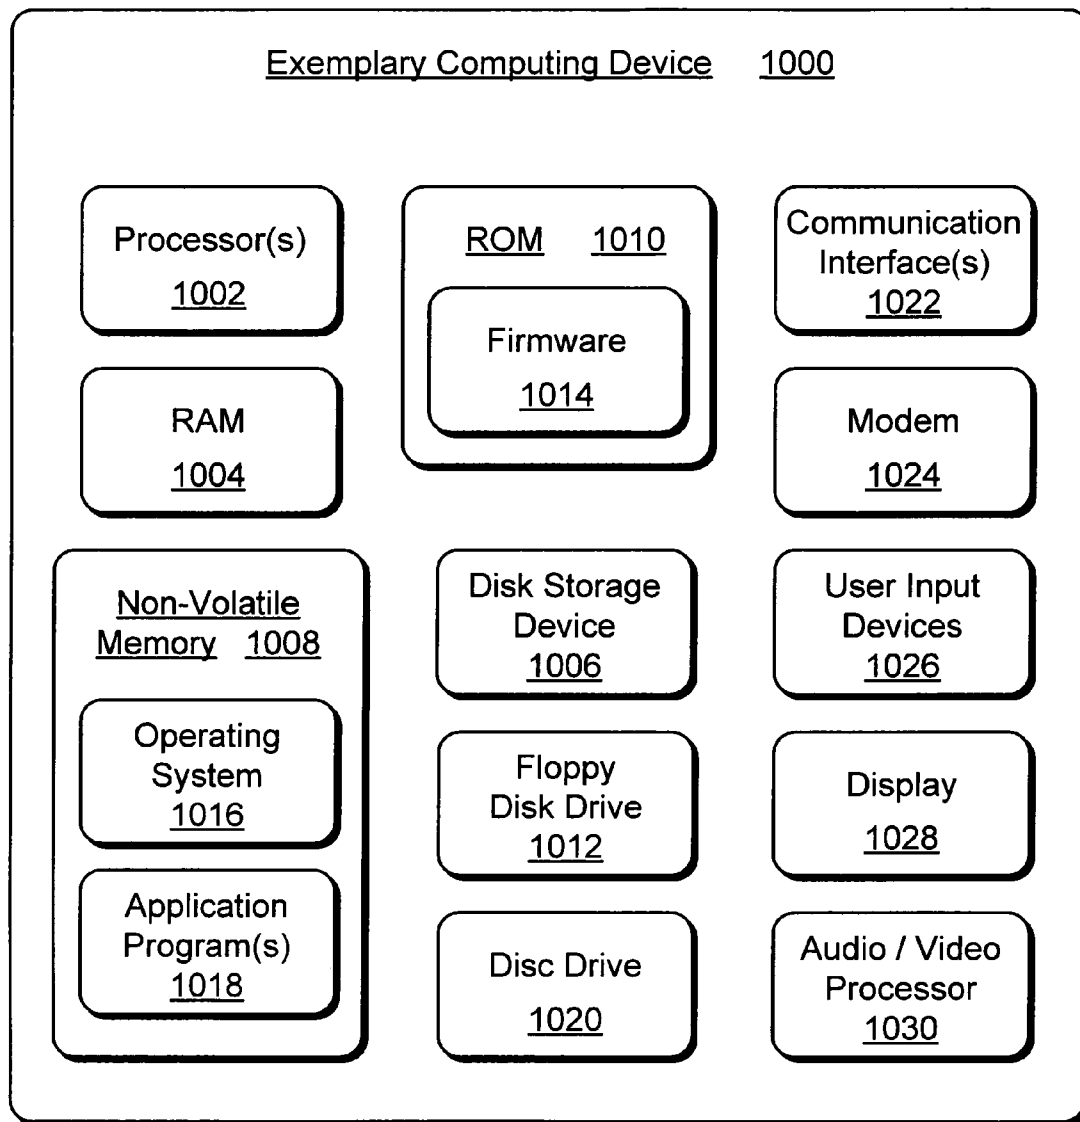 Exemplary Computing Device 1000
Processor(s)
1002
ROM 1010
Firmware
1014
Communication
Interface(s)
1022
RAM
1004
Modem
1024
Non-Volatile
Memory 1008
Operating
System
1016
Application
Program(s)
1018
Disk Storage
Device
1006
User Input
Devices
1026
Floppy
Disk Drive
1012
Display
1028
Disc Drive
1020
Audio / Video
Processor
1030